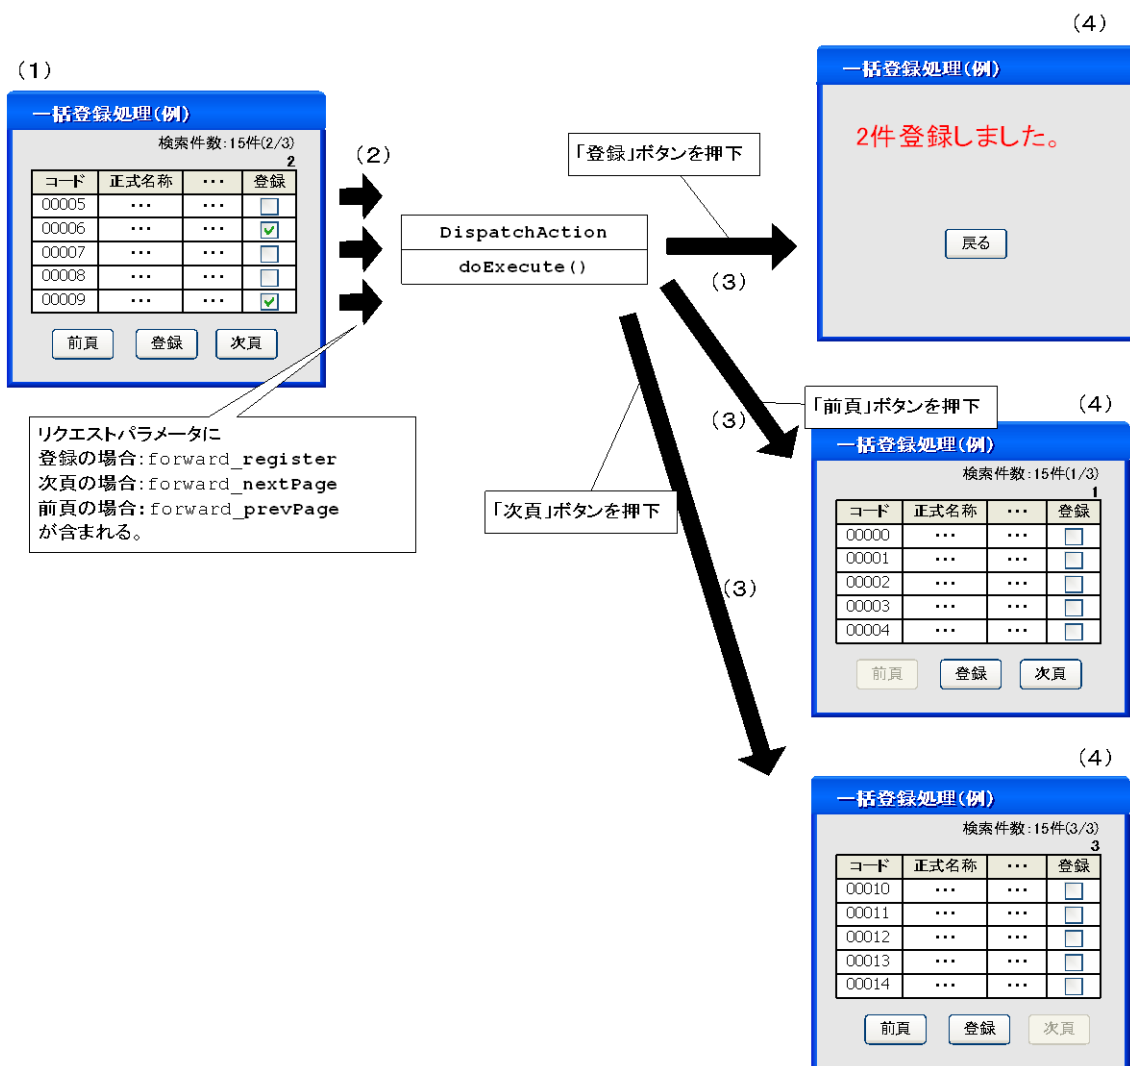 (4)
一括登録処理(例)
2件登録しました。
戻る
(1)
一括登録処理(例)
検索件数:15件(2/3)
2
コード 正式名称 ・・・ 登録
00005 ・・・ ・・・
00006 ・・・ ・・・
00007 ・・・ ・・・
00008 ・・・ ・・・
00009 ・・・ ・・・
前頁 登録 次頁
(2)
「登録」ボタンを押下
DispatchAction
doExecute()
(3)
リクエストパラメータに
登録の場合:forward_register
次頁の場合:forward_nextPage
前頁の場合:forward_prevPage
が含まれる。
「前頁」ボタンを押下
(3)
(4)
一括登録処理(例)
検索件数:15件(1/3)
1
コード 正式名称 ・・・ 登録
00000 ・・・ ・・・
00001 ・・・ ・・・
00002 ・・・ ・・・
00003 ・・・ ・・・
00004 ・・・ ・・・
前頁 登録 次頁
「次頁」ボタンを押下
(3)
(4)
一括登録処理(例)
検索件数:15件(3/3)
3
コード 正式名称 ・・・ 登録
00010 ・・・ ・・・
00011 ・・・ ・・・
00012 ・・・ ・・・
00013 ・・・ ・・・
00014 ・・・ ・・・
前頁 登録 次頁